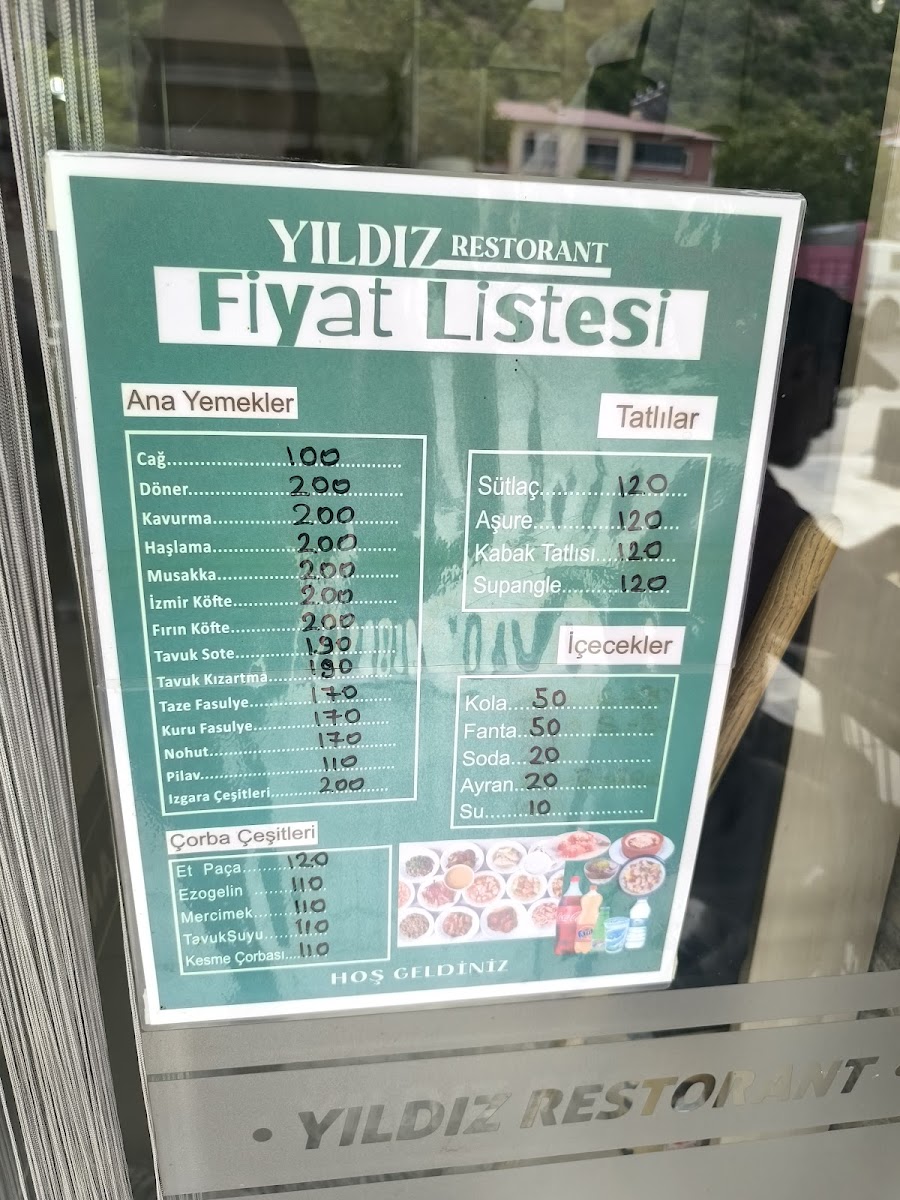 YILDIZ RESTORANT
Fiyat Listesi
Ana Yemekler
Cağ 100
Döner 200
Kavurma 200
Haşlama 200
Musakka 200
İzmir Köfte 200
Fırın Köfte 200
Tavuk Sote 190
Tavuk Kızartma 190
Taze Fasulye 170
Kuru Fasulye 170
Nohut 170
Pilav 110
Izgara Çeşitleri 200
Çorba Çeşitleri
Et Paça 120
Ezogelin 110
Mercimek 110
TavukSuyu 110
Kesme Çorbası 110
Tatlılar
Sütlaç 120
Aşure 120
Kabak Tatlısı 120
Supangle 120
İçecekler
Kola 50
Fanta 50
Soda 20
Ayran 20
Su 10
HOŞ GELDİNİZ
• YILDIZ RESTORANT •